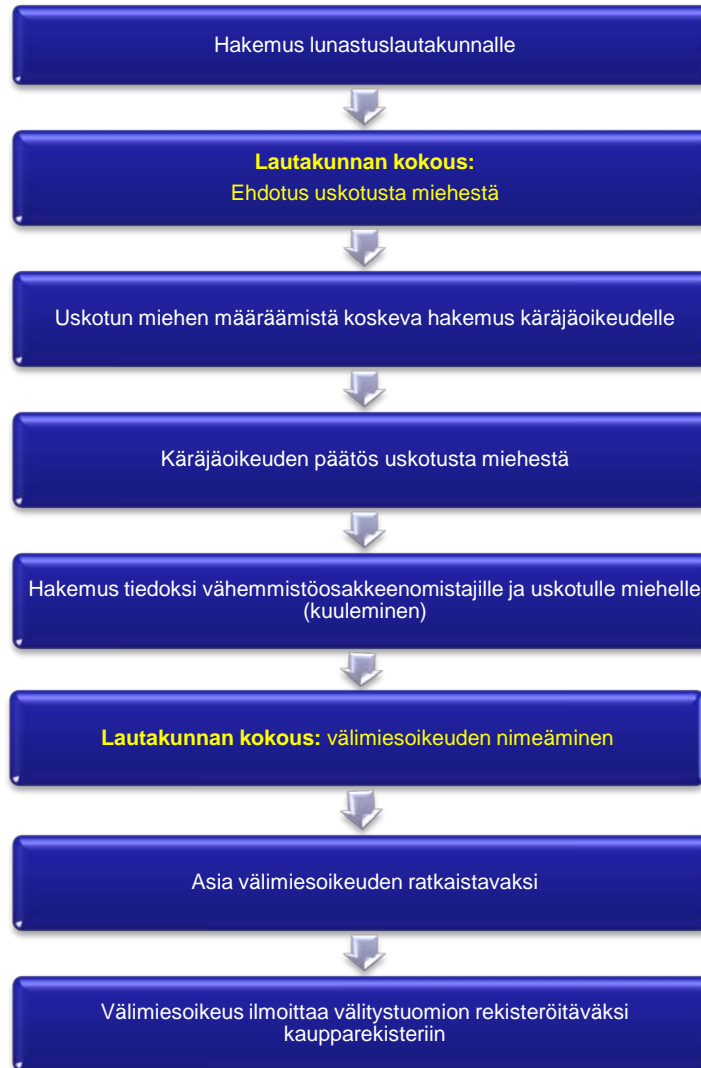 Hakemus lunastuslautakunnalle
Lautakunnan kokous:
Ehdotus uskotusta miehestä
Uskotun miehen määräämistä koskeva hakemus käräjäoikeudelle
Käräjäoikeuden päätös uskotusta miehestä
Hakemus tiedoksi vähemmistöosakkeenomistajille ja uskotulle miehelle
(kuuleminen)
Lautakunnan kokous: välimiesoikeuden nimeäminen
Asia välimiesoikeuden ratkaistavaksi
Välimiesoikeus ilmoittaa välitystuomion rekisteröitäväksi
kaupparekisteriin